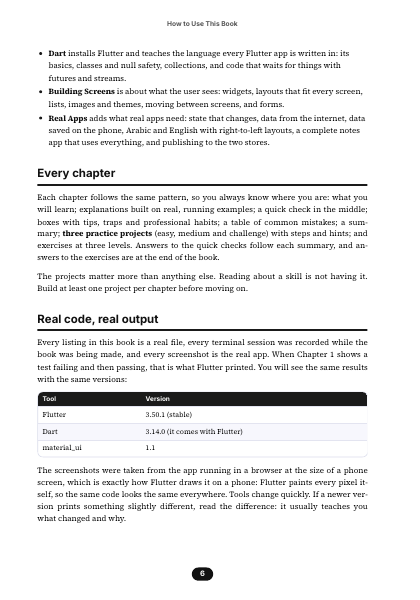 How to Use This Book
• Dart installs Flutter and teaches the language every Flutter app is written in: its
basics, classes and null safety, collections, and code that waits for things with
futures and streams.
• Building Screens is about what the user sees: widgets, layouts that fit every screen,
lists, images and themes, moving between screens, and forms.
• Real Apps adds what real apps need: state that changes, data from the internet, data
saved on the phone, Arabic and English with right-to-left layouts, a complete notes
app that uses everything, and publishing to the two stores.
Every chapter
Each chapter follows the same pattern, so you always know where you are: what you
will learn; explanations built on real, running examples; a quick check in the middle;
boxes with tips, traps and professional habits; a table of common mistakes; a sum-
mary; three practice projects (easy, medium and challenge) with steps and hints; and
exercises at three levels. Answers to the quick checks follow each summary, and an-
swers to the exercises are at the end of the book.
The projects matter more than anything else. Reading about a skill is not having it.
Build at least one project per chapter before moving on.
Real code, real output
Every listing in this book is a real file, every terminal session was recorded while the
book was being made, and every screenshot is the real app. When Chapter 1 shows a
test failing and then passing, that is what Flutter printed. You will see the same results
with the same versions:
Tool Version
Flutter 3.50.1 (stable)
Dart 3.14.0 (it comes with Flutter)
material_ui 1.1
The screenshots were taken from the app running in a browser at the size of a phone
screen, which is exactly how Flutter draws it on a phone: Flutter paints every pixel it-
self, so the same code looks the same everywhere. Tools change quickly. If a newer ver-
sion prints something slightly different, read the difference: it usually teaches you
what changed and why.
6